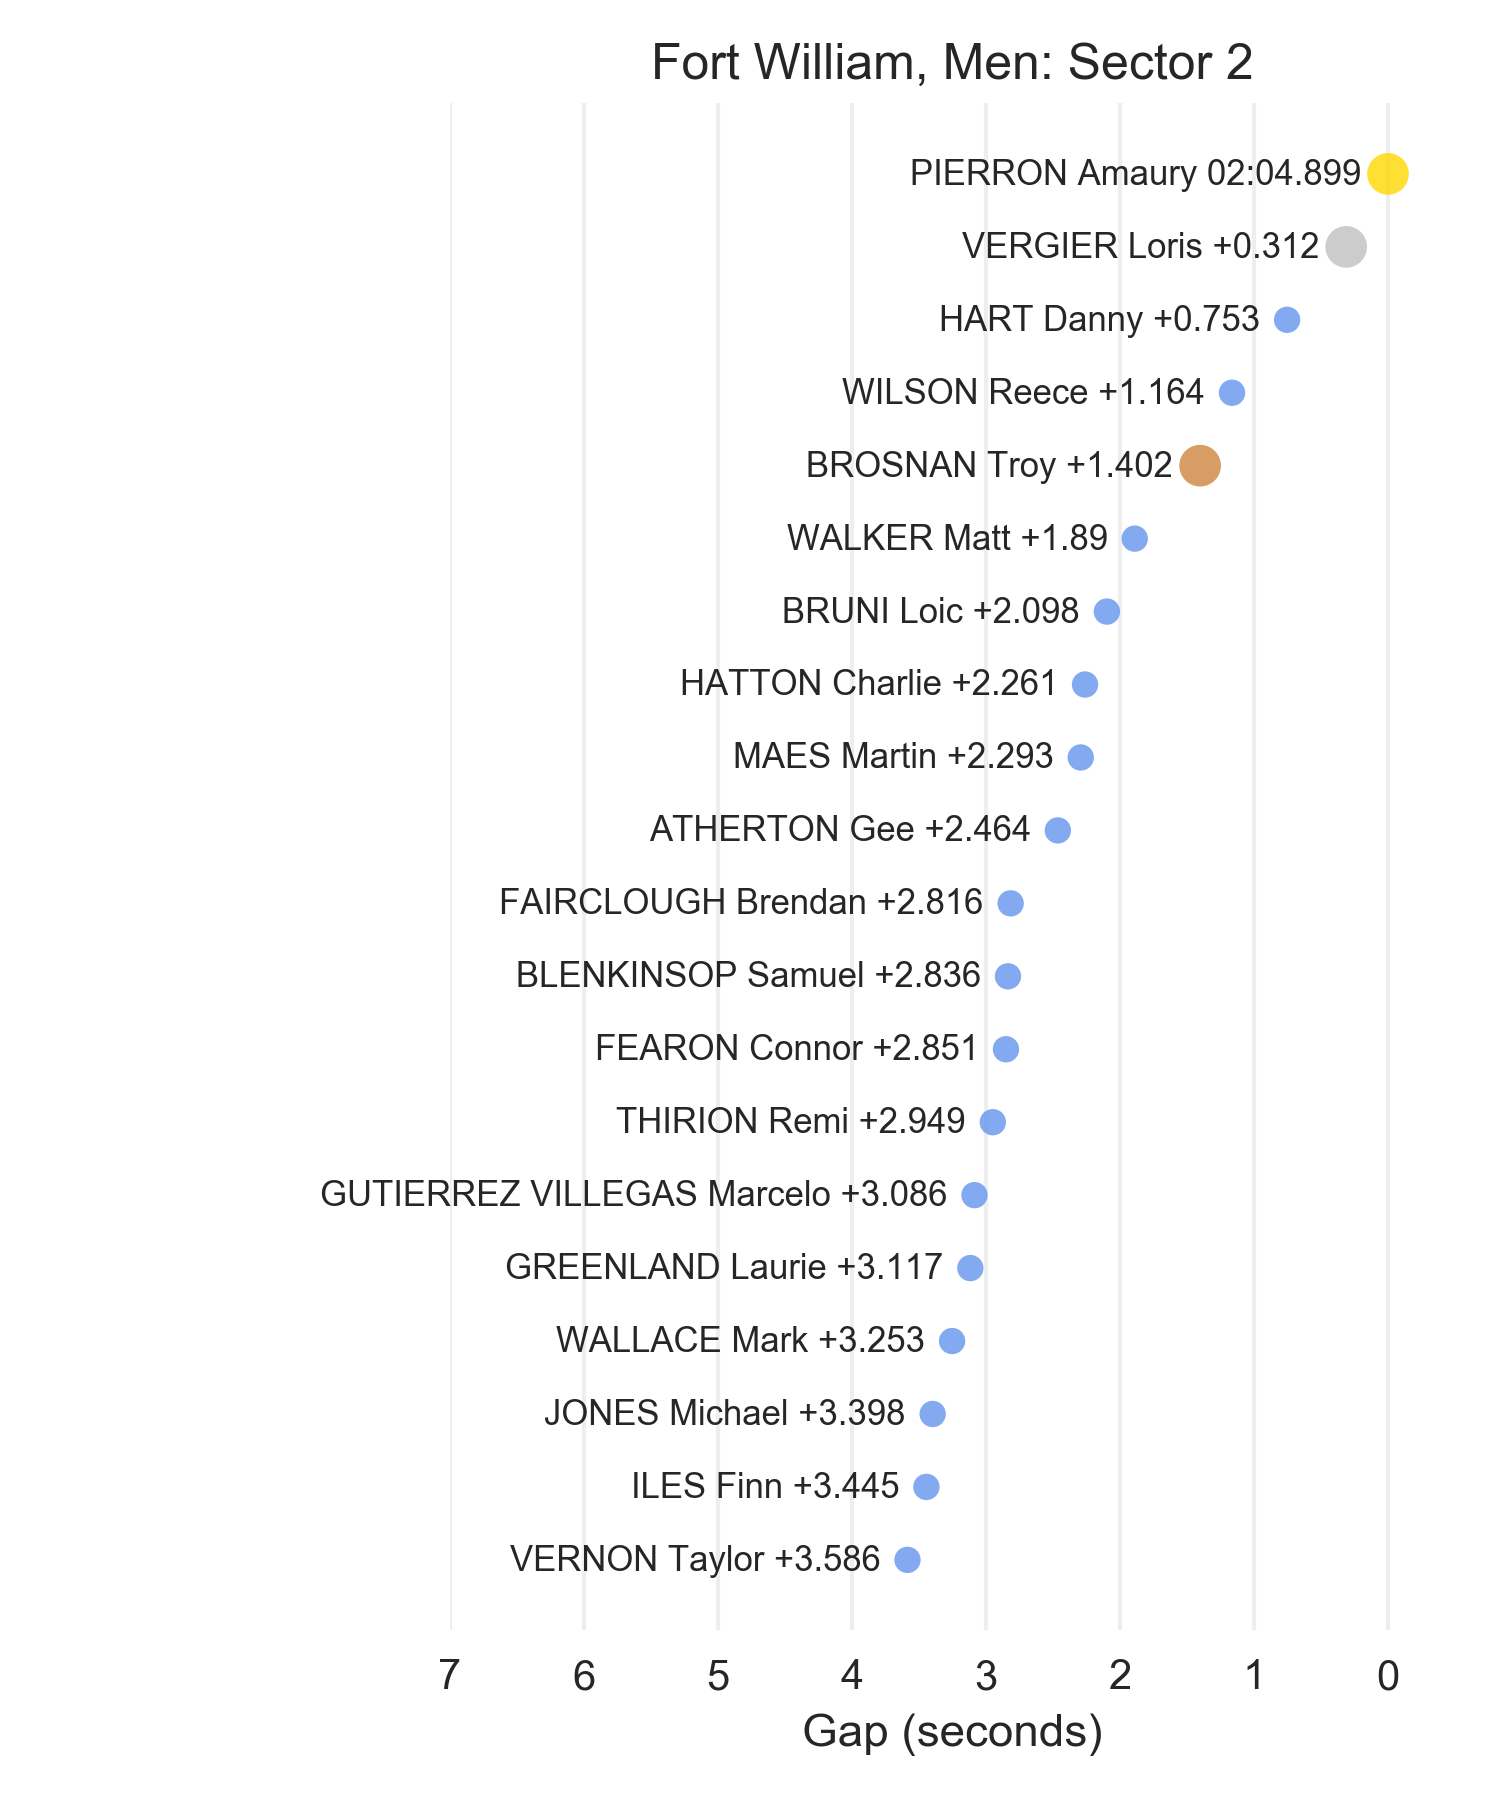 Fort William, Men: Sector 2
PIERRON Amaury 02:04.899
VERGIER Loris +0.312
HART Danny +0.753
WILSON Reece +1.164
BROSNAN Troy +1.402
WALKER Matt +1.89
BRUNI Loic +2.098
HATTON Charlie +2.261
MAES Martin +2.293
ATHERTON Gee +2.464
FAIRCLOUGH Brendan +2.816
BLENKINSOP Samuel +2.836
FEARON Connor +2.851
THIRION Remi +2.949
GUTIERREZ VILLEGAS Marcelo +3.086
GREENLAND Laurie +3.117
WALLACE Mark +3.253
JONES Michael +3.398
ILES Finn +3.445
VERNON Taylor +3.586
7 6 5 4 3 2 1 0
Gap (seconds)